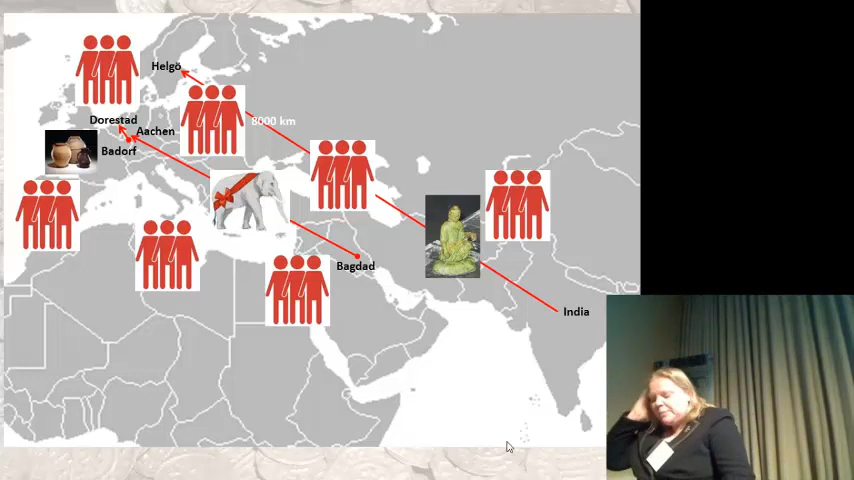 Helgö
Dorestad
8000 km
Aachen
Badorf
Bagdad
India